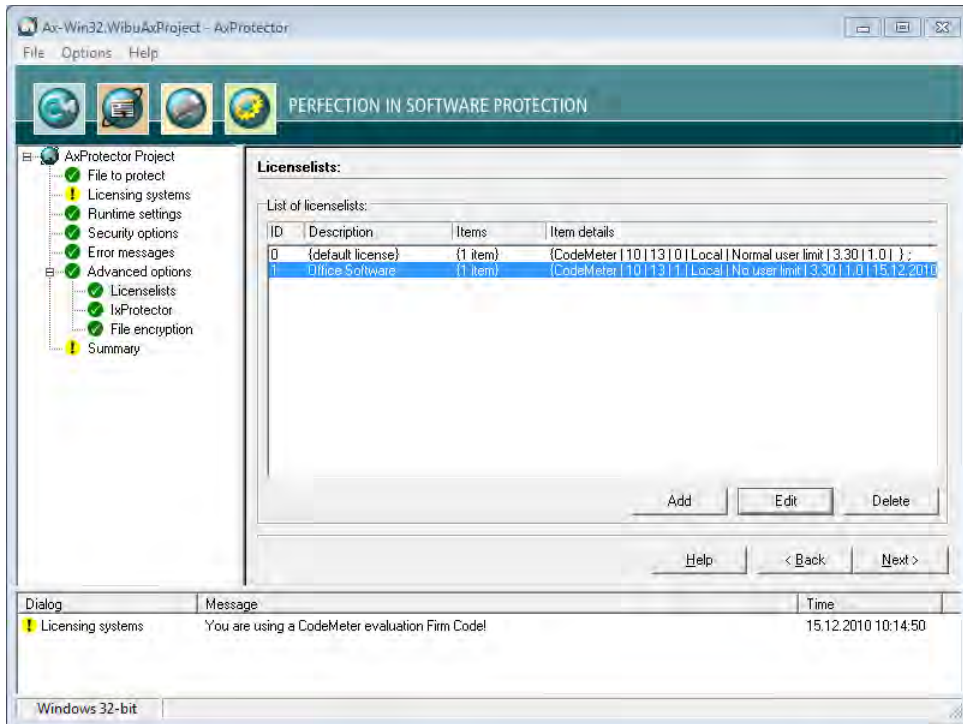 Ax-Win32.WibuAxProject - AxProtector
File Options Help
PERFECTION IN SOFTWARE PROTECTION
AxProtector Project
File to protect
Licensing systems
Runtime settings
Security options
Error messages
Advanced options
Licenselists
IxProtector
File encryption
Summary
Licenselists:
List of licenselists:
ID Description Items Item details
0 {default license} {1 item} {CodeMeter | 10 | 13 | 0 | Local | Normal user limit | 3.30 | 1.0 | } ;
1 Office Software {1 item} {CodeMeter | 10 | 13 | 1 | Local | No user limit | 3.30 | 1.0 | 15.12.2010
Add Edit Delete
Help < Back Next >
Dialog Message Time
Licensing systems You are using a CodeMeter evaluation Firm Code! 15.12.2010 10:14:50
Windows 32-bit